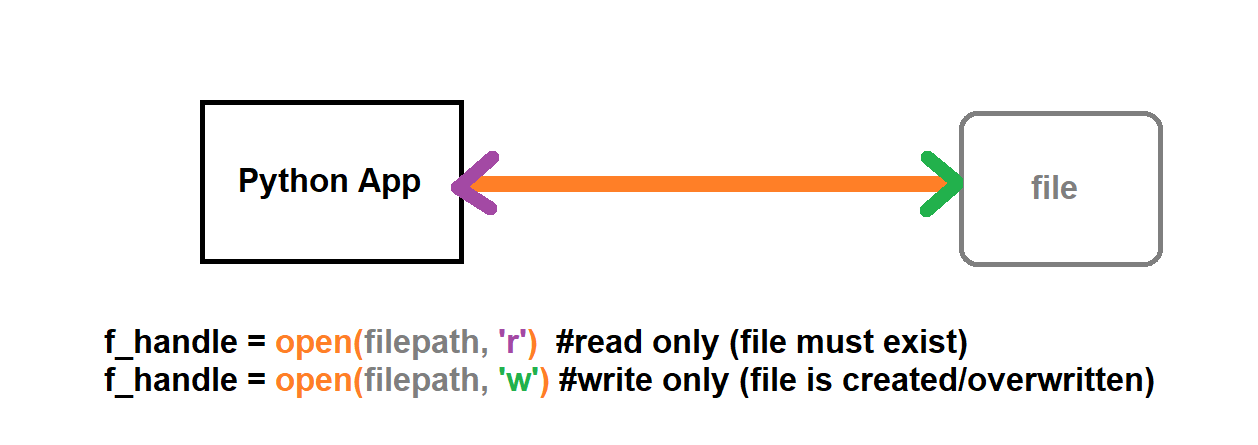 Python App
file
f_handle = open(filepath, 'r')  #read only (file must exist)
f_handle = open(filepath, 'w') #write only (file is created/overwritten)